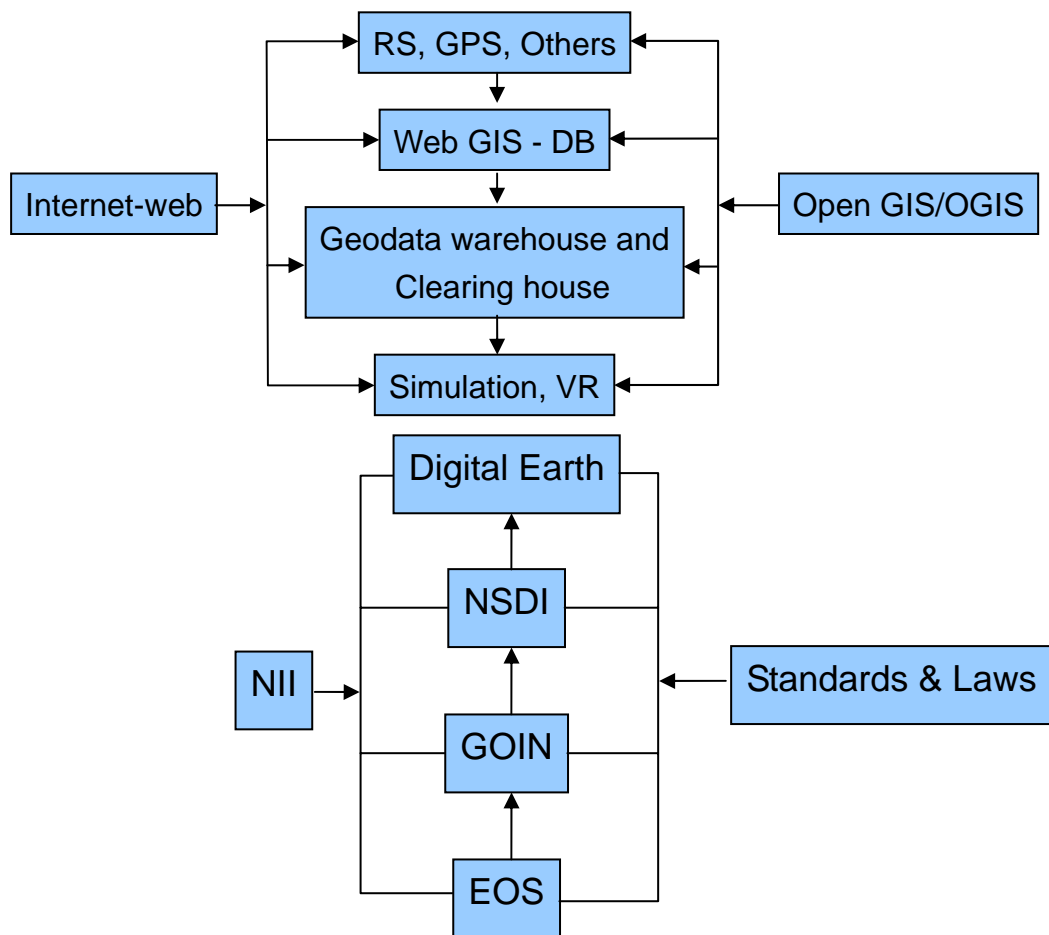 RS, GPS, Others
Web GIS - DB
Internet-web
Open GIS/OGIS
Geodata warehouse and
Clearing house
Simulation, VR
Digital Earth
NSDI
NII
Standards & Laws
GOIN
EOS